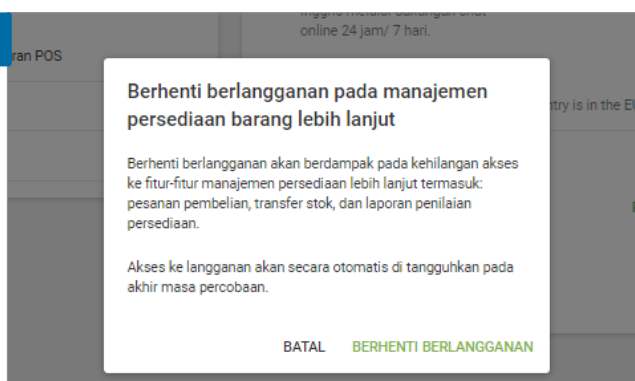 online 24 jam/ 7 hari.
ran POS
Berhenti berlangganan pada manajemen
persediaan barang lebih lanjut
ntry is in the E
Berhenti berlangganan akan berdampak pada kehilangan akses
ke fitur-fitur manajemen persediaan lebih lanjut termasuk:
pesanan pembelian, transfer stok, dan laporan penilaian
persediaan.
Akses ke langganan akan secara otomatis di tangguhkan pada
akhir masa percobaan.
BATAL BERHENTI BERLANGGANAN